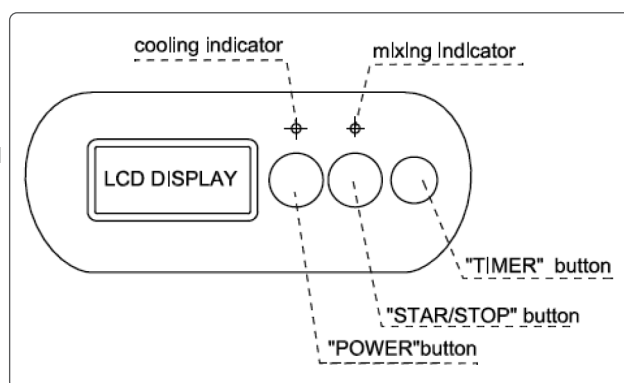 cooling indicator
mixing indicator
LCD DISPLAY
"TIMER" button
"STAR/STOP" button
"POWER"button